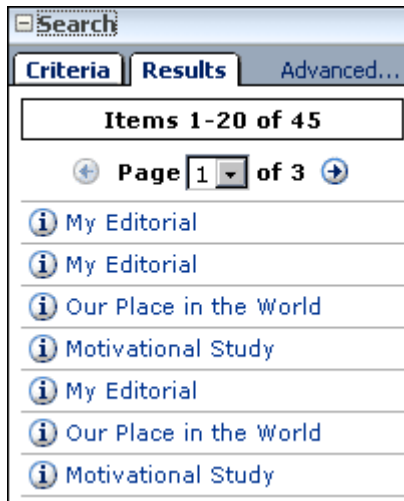 Search
Criteria Results Advanced...
Items 1-20 of 45
Page 1 of 3
My Editorial
My Editorial
Our Place in the World
Motivational Study
My Editorial
Our Place in the World
Motivational Study